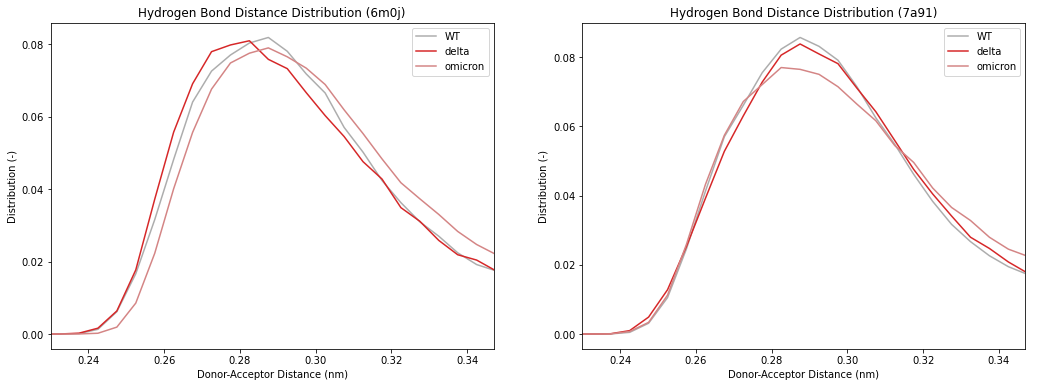 Hydrogen Bond Distance Distribution (6m0j)
WT
delta
omicron
0.08
0.06
0.04
0.02
0.00
Distribution (-)
0.24 0.26 0.28 0.30 0.32 0.34
Donor-Acceptor Distance (nm)
Hydrogen Bond Distance Distribution (7a91)
WT
delta
omicron
0.08
0.06
0.04
0.02
0.00
Distribution (-)
0.24 0.26 0.28 0.30 0.32 0.34
Donor-Acceptor Distance (nm)